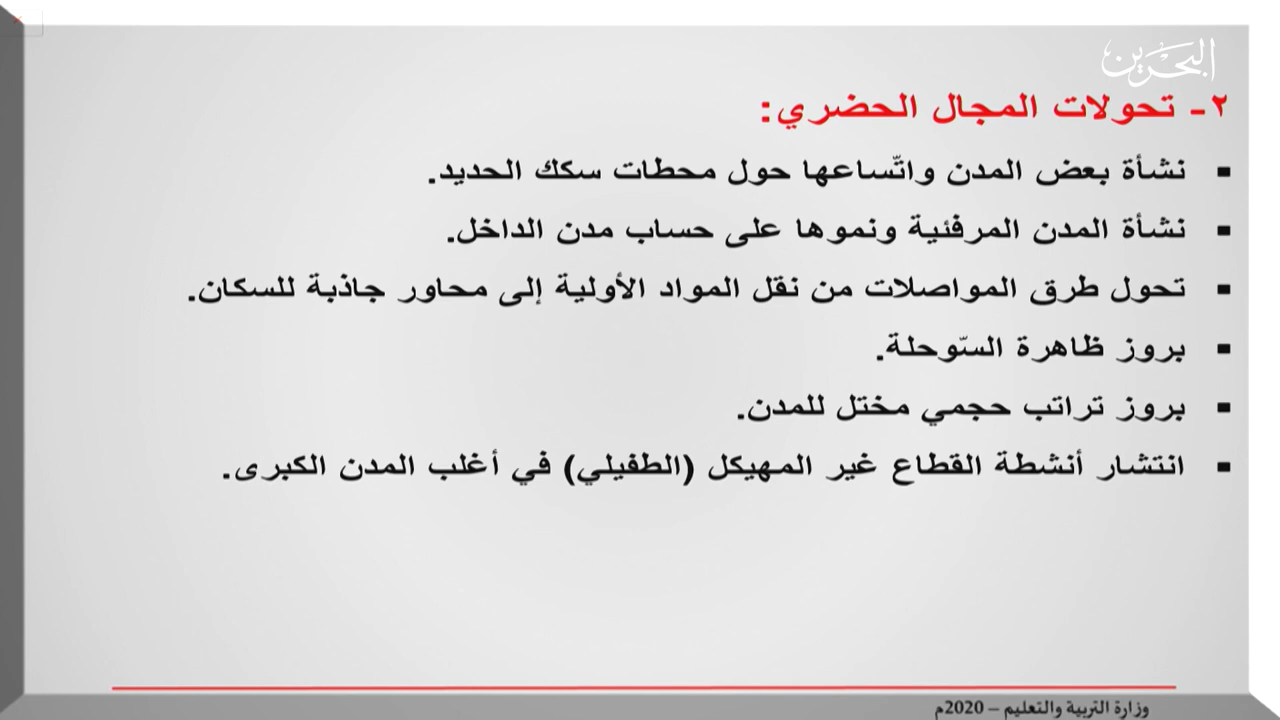 البحرين
٢- تحولات المجال الحضري:
▪ نشأة بعض المدن واتّساعها حول محطات سكك الحديد.
▪ نشأة المدن المرفئية ونموها على حساب مدن الداخل.
▪ تحول طرق المواصلات من نقل المواد الأولية إلى محاور جاذبة للسكان.
▪ بروز ظاهرة السّوحلة.
▪ بروز تراتب حجمي مختل للمدن.
▪ انتشار أنشطة القطاع غير المهيكل (الطفيلي) في أغلب المدن الكبرى.
وزارة التربية والتعليم – 2020م